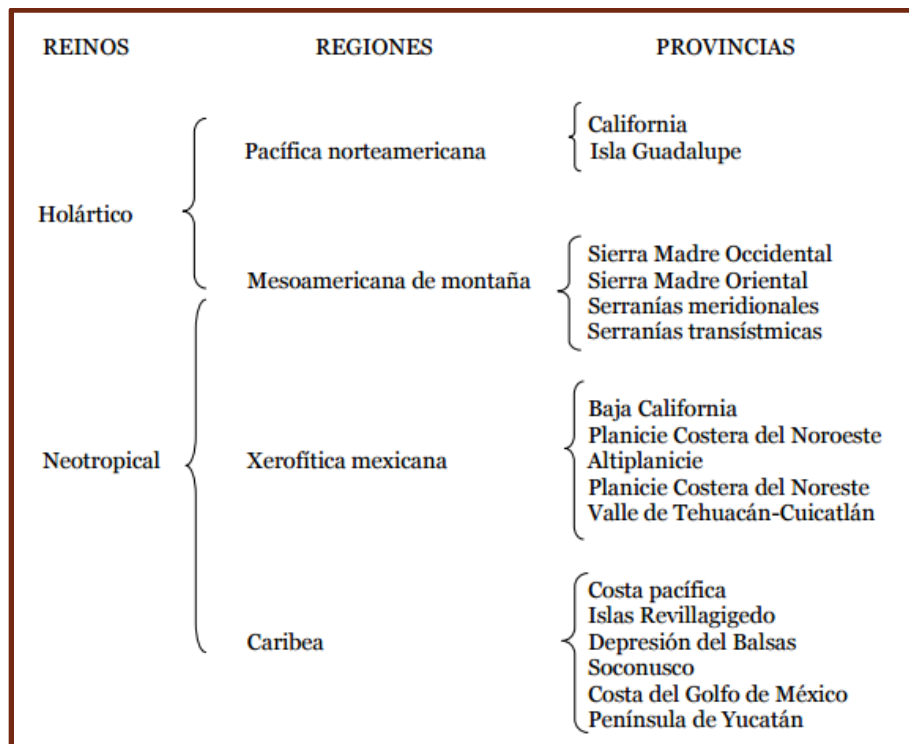 REINOS REGIONES PROVINCIAS
Holártico
Pacífica norteamericana
California
Isla Guadalupe
Mesoamericana de montaña
Sierra Madre Occidental
Sierra Madre Oriental
Serranías meridionales
Serranías transístmicas
Neotropical
Xerofítica mexicana
Baja California
Planicie Costera del Noroeste
Altiplanicie
Planicie Costera del Noreste
Valle de Tehuacán-Cuicatlán
Caribea
Costa pacífica
Islas Revillagigedo
Depresión del Balsas
Soconusco
Costa del Golfo de México
Península de Yucatán